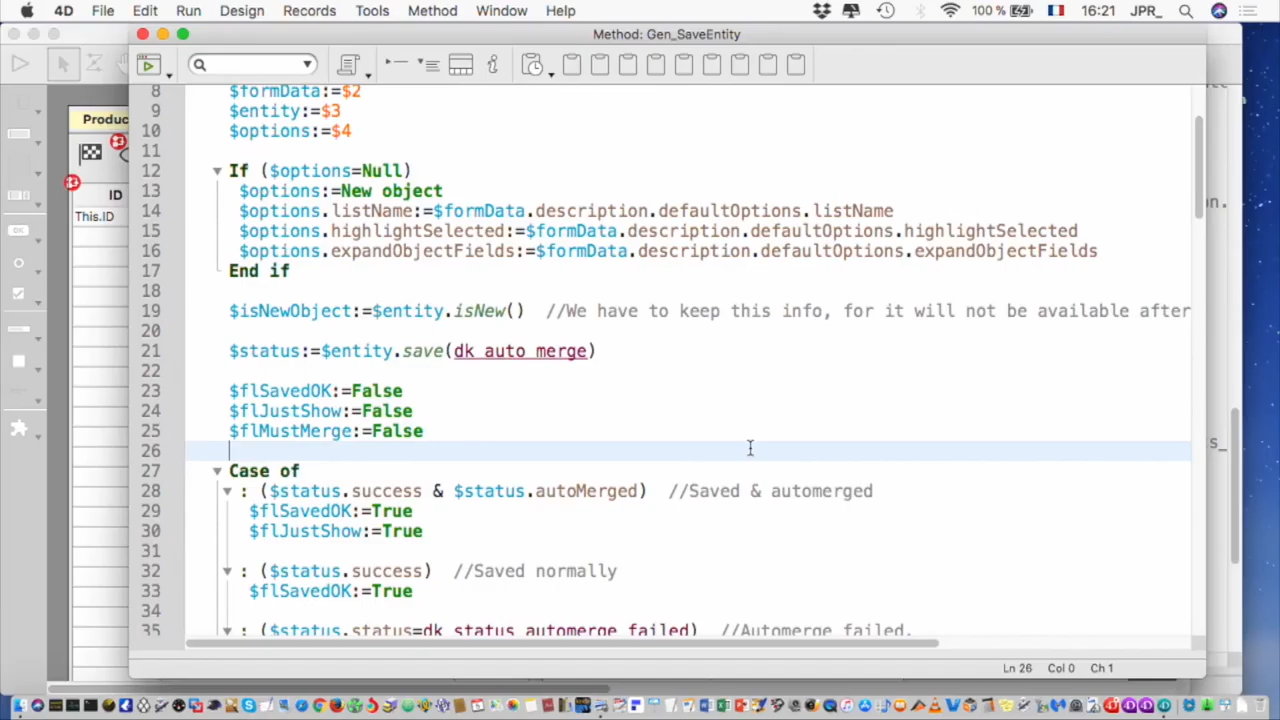 4D File Edit Run Design Records Tools Method Window Help 100 % 16:21 JPR_
Method: Gen_SaveEntity
Produc
ID
This.ID
OK
8 $formData:=$2
9 $entity:=$3
10 $options:=$4
11
12 If ($options=Null)
13 $options:=New object
14 $options.listName:=$formData.description.defaultOptions.listName
15 $options.highlightSelected:=$formData.description.defaultOptions.highlightSelected
16 $options.expandObjectFields:=$formData.description.defaultOptions.expandObjectFields
17 End if
18
19 $isNewObject:=$entity.isNew() //We have to keep this info, for it will not be available after
20
21 $status:=$entity.save(dk auto merge)
22
23 $flSavedOK:=False
24 $flJustShow:=False
25 $flMustMerge:=False
26
27 Case of
28 : ($status.success & $status.autoMerged) //Saved & automerged
29 $flSavedOK:=True
30 $flJustShow:=True
31
32 : ($status.success) //Saved normally
33 $flSavedOK:=True
34
35 : ($status.status=dk status automerge failed) //Automerge failed.
Ln 26 Col 0 Ch 1